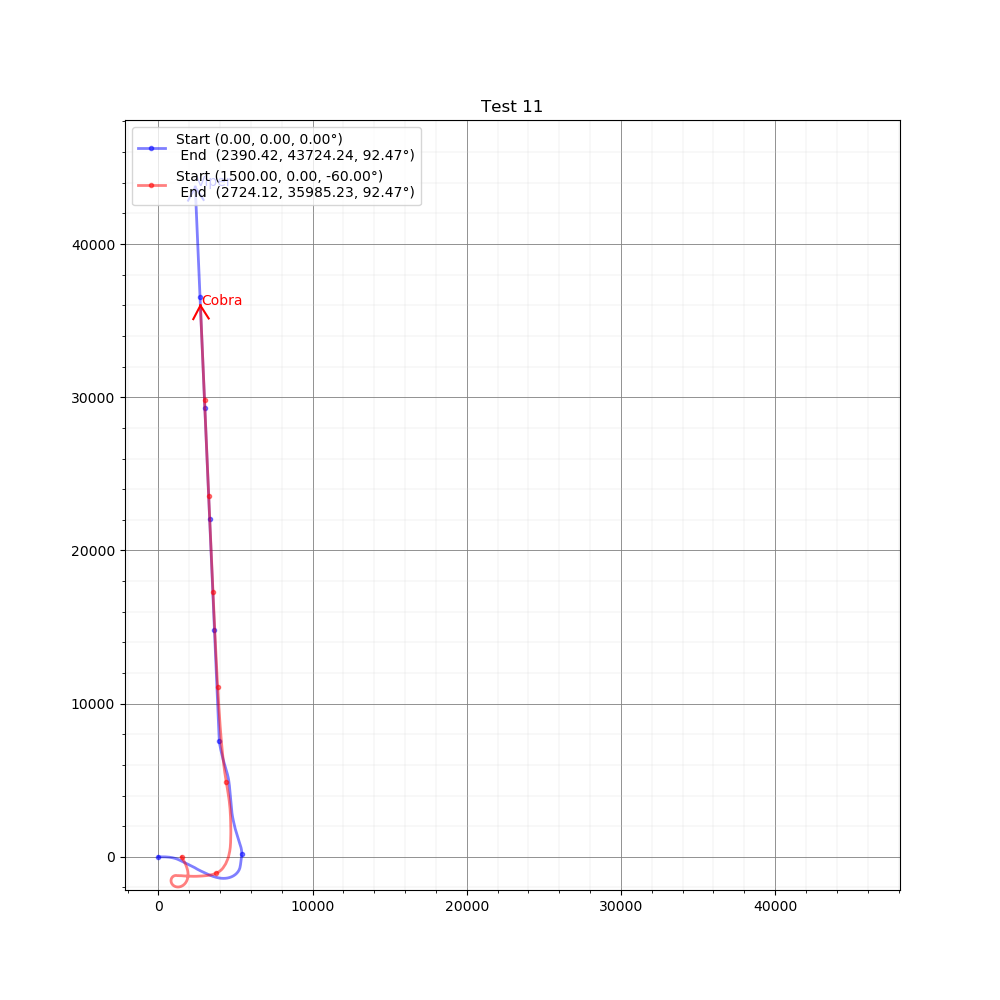 Test 11
Start (0.00, 0.00, 0.00°)
End (2390.42, 43724.24, 92.47°)
Start (1500.00, 0.00, -60.00°)
End (2724.12, 35985.23, 92.47°)
Cobra
40000
30000
20000
10000
0
0 10000 20000 30000 40000